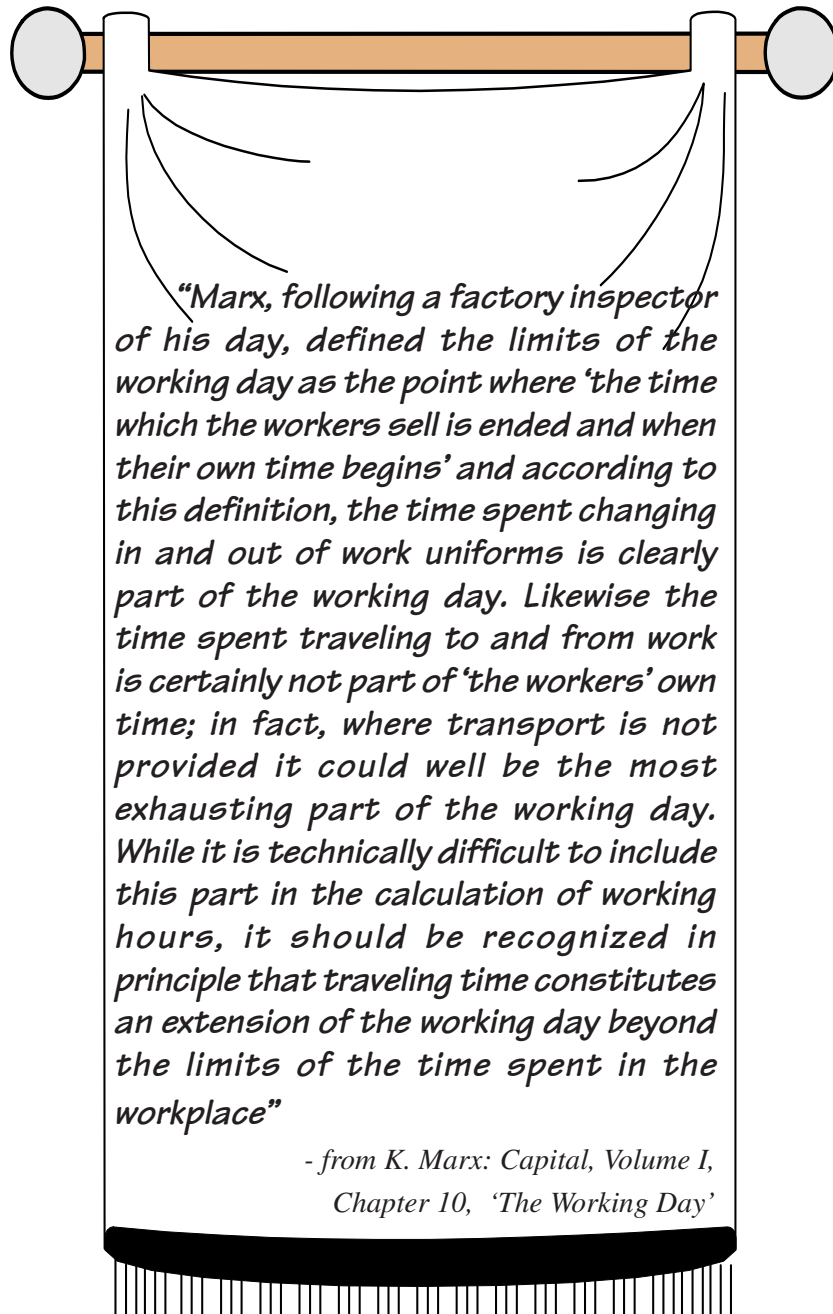 “Marx, following a factory inspector
of his day, defined the limits of the
working day as the point where ‘the time
which the workers sell is ended and when
their own time begins’ and according to
this definition, the time spent changing
in and out of work uniforms is clearly
part of the working day. Likewise the
time spent traveling to and from work
is certainly not part of ‘the workers’ own
time; in fact, where transport is not
provided it could well be the most
exhausting part of the working day.
While it is technically difficult to include
this part in the calculation of working
hours, it should be recognized in
principle that traveling time constitutes
an extension of the working day beyond
the limits of the time spent in the
workplace”
- from K. Marx: Capital, Volume I,
Chapter 10, ‘The Working Day’